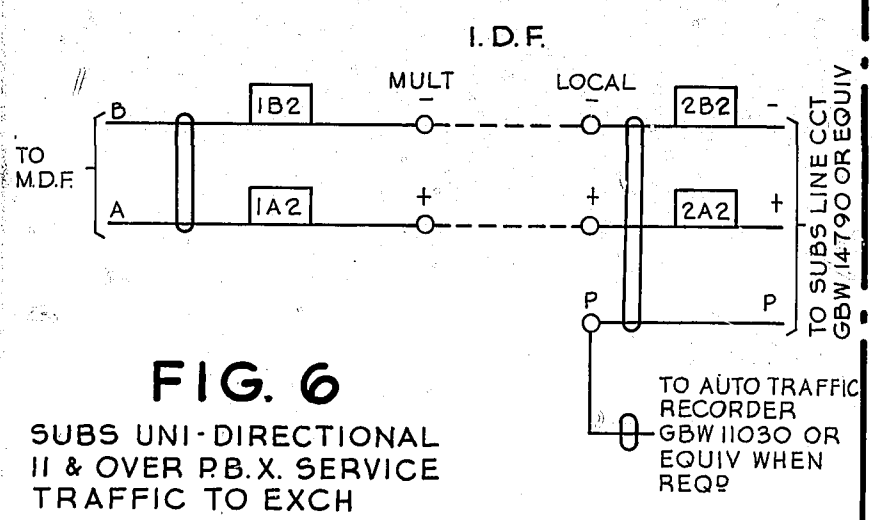 I. D. F.
MULT
LOCAL
B
1B2
-
-
2B2
-
TO
M.D.F.
A
1A2
+
+
2A2
+
P
P
TO SUBS LINE CCT
GBW 14790 OR EQUIV
FIG. 6
SUBS UNI-DIRECTIONAL
11 & OVER P.B.X. SERVICE
TRAFFIC TO EXCH
TO AUTO TRAFFIC
RECORDER
GBW 11030 OR
EQUIV WHEN
REQD